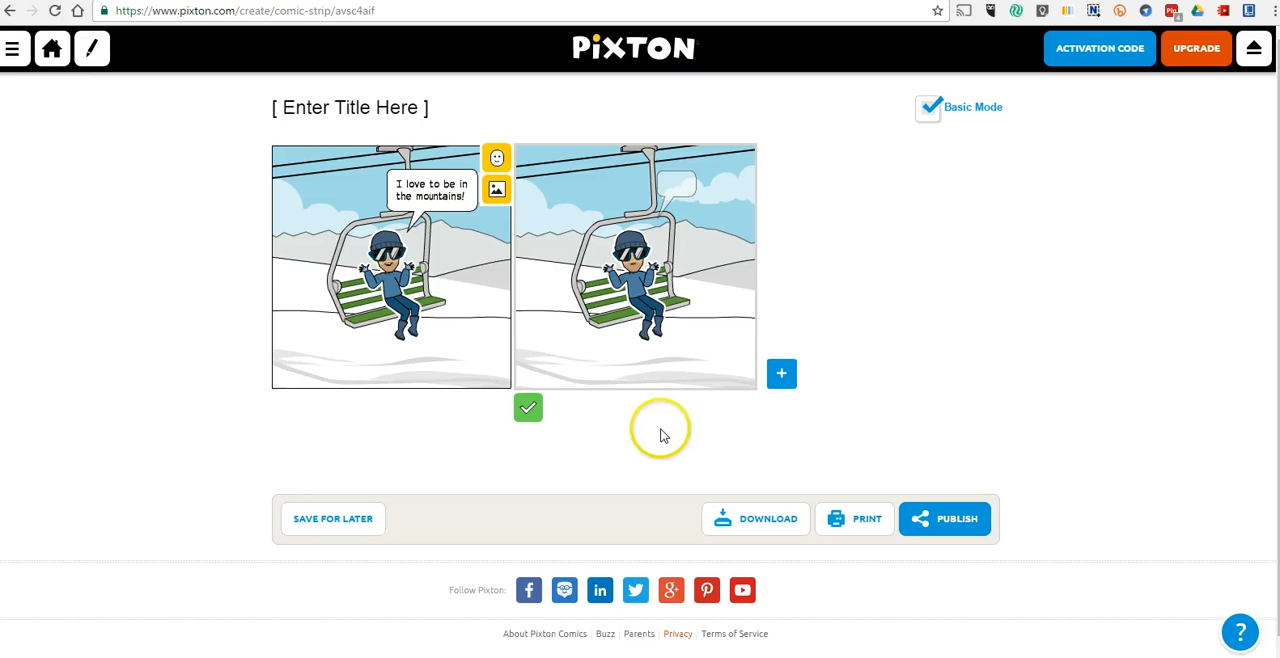 https://www.pixton.com/create/comic-strip/avsc4aif
PIXTON
ACTIVATION CODE
UPGRADE
[ Enter Title Here ]
Basic Mode
I love to be in
the mountains!
SAVE FOR LATER
DOWNLOAD
PRINT
PUBLISH
Follow Pixton:
About Pixton Comics Buzz Parents Privacy Terms of Service